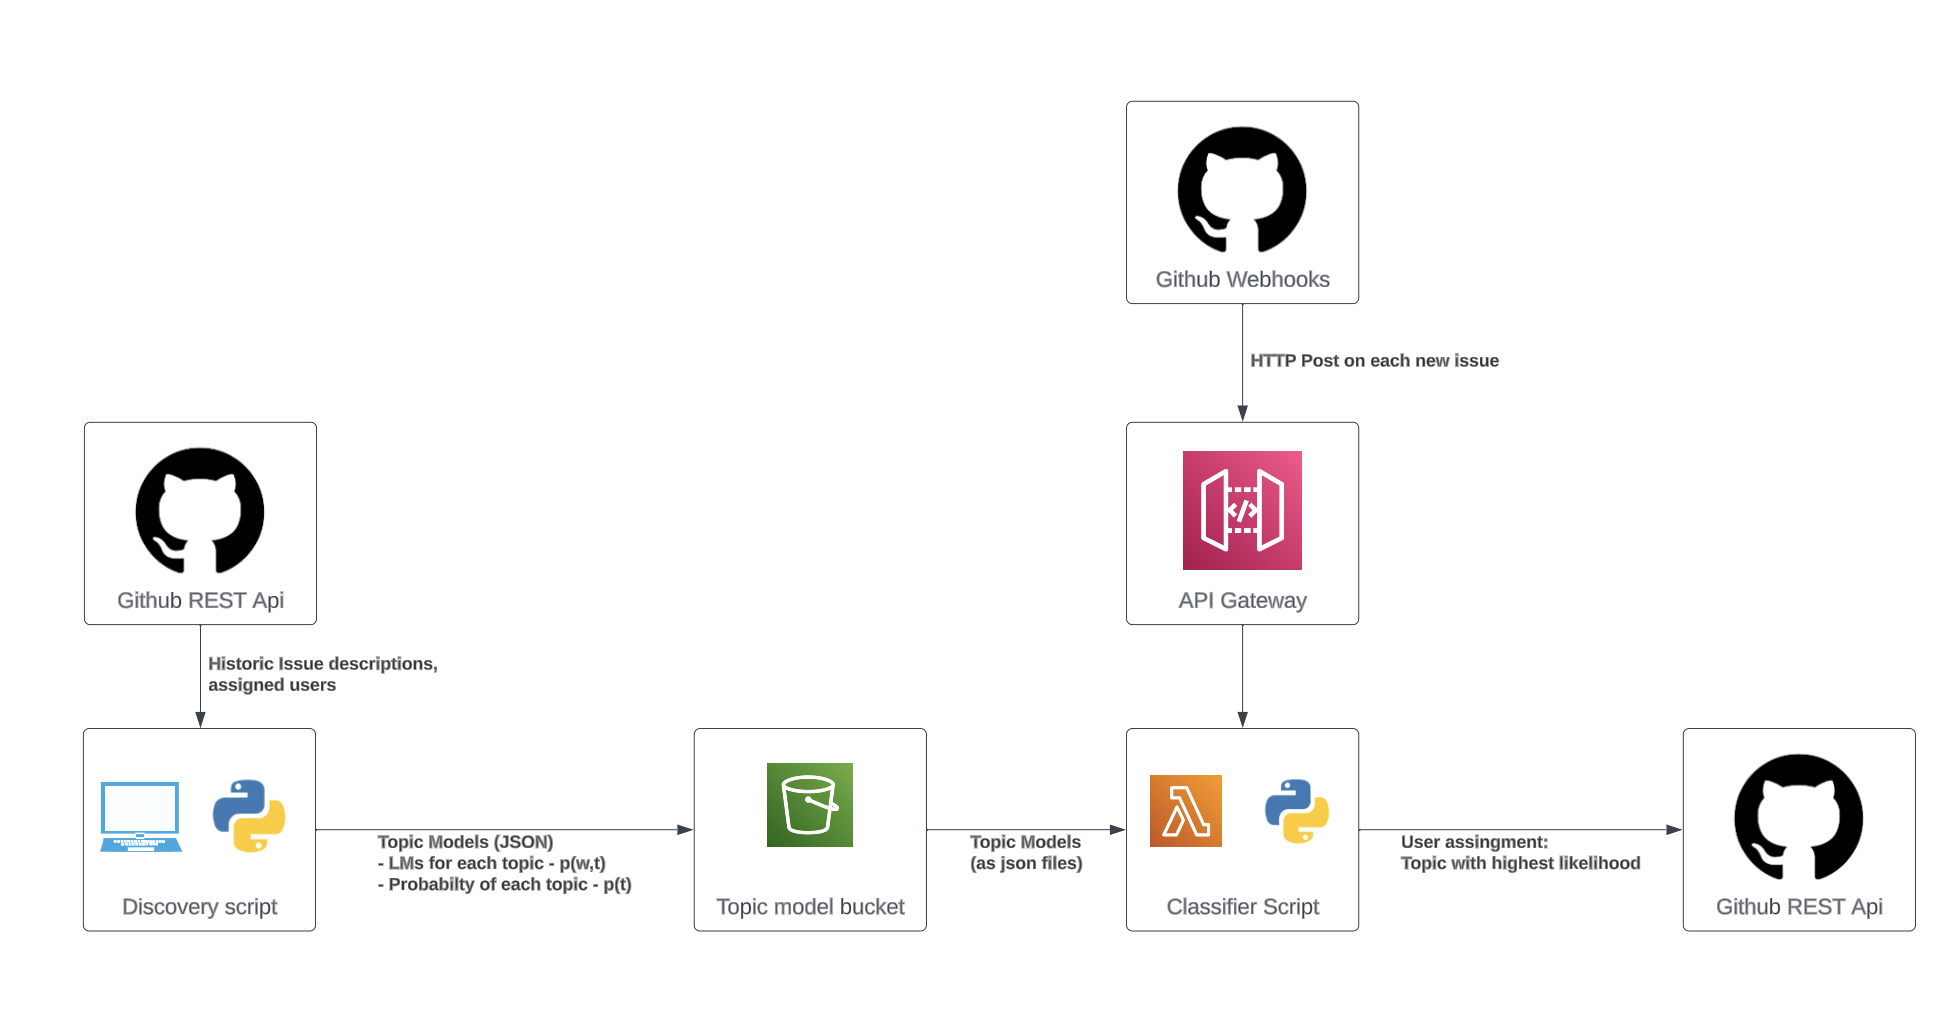 Github Webhooks
HTTP Post on each new issue
Github REST Api
API Gateway
Historic Issue descriptions,
assigned users
Discovery script
Topic Models (JSON)
- LMs for each topic - p(w,t)
- Probabilty of each topic - p(t)
Topic model bucket
Topic Models
(as json files)
Classifier Script
User assingment:
Topic with highest likelihood
Github REST Api